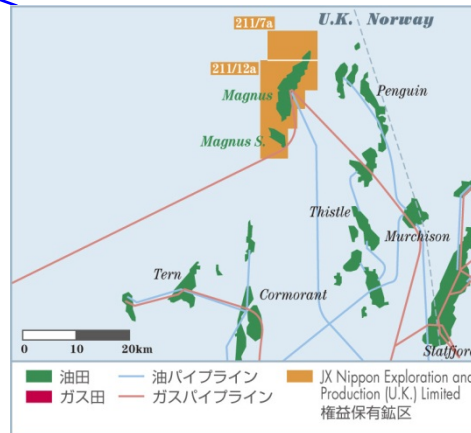 U.K. Norway
211/7a
211/12a
Magnus
Penguin
Magnus S.
Thistle
Murchison
Tern
Cormorant
Statfjord
0 10 20km
油田 油パイプライン JX Nippon Exploration and
ガス田 ガスパイプライン Production (U.K.) Limited
権益保有鉱区